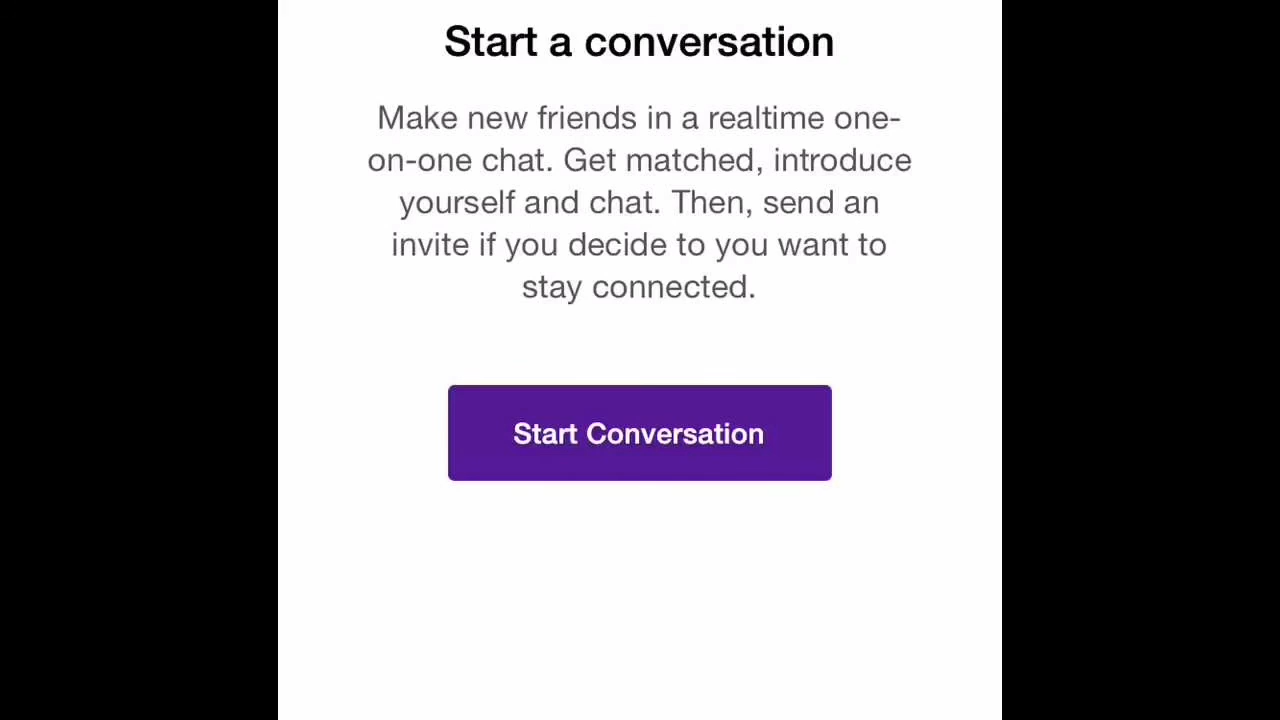 Start a conversation
Make new friends in a realtime one-
on-one chat. Get matched, introduce
yourself and chat. Then, send an
invite if you decide to you want to
stay connected.
Start Conversation